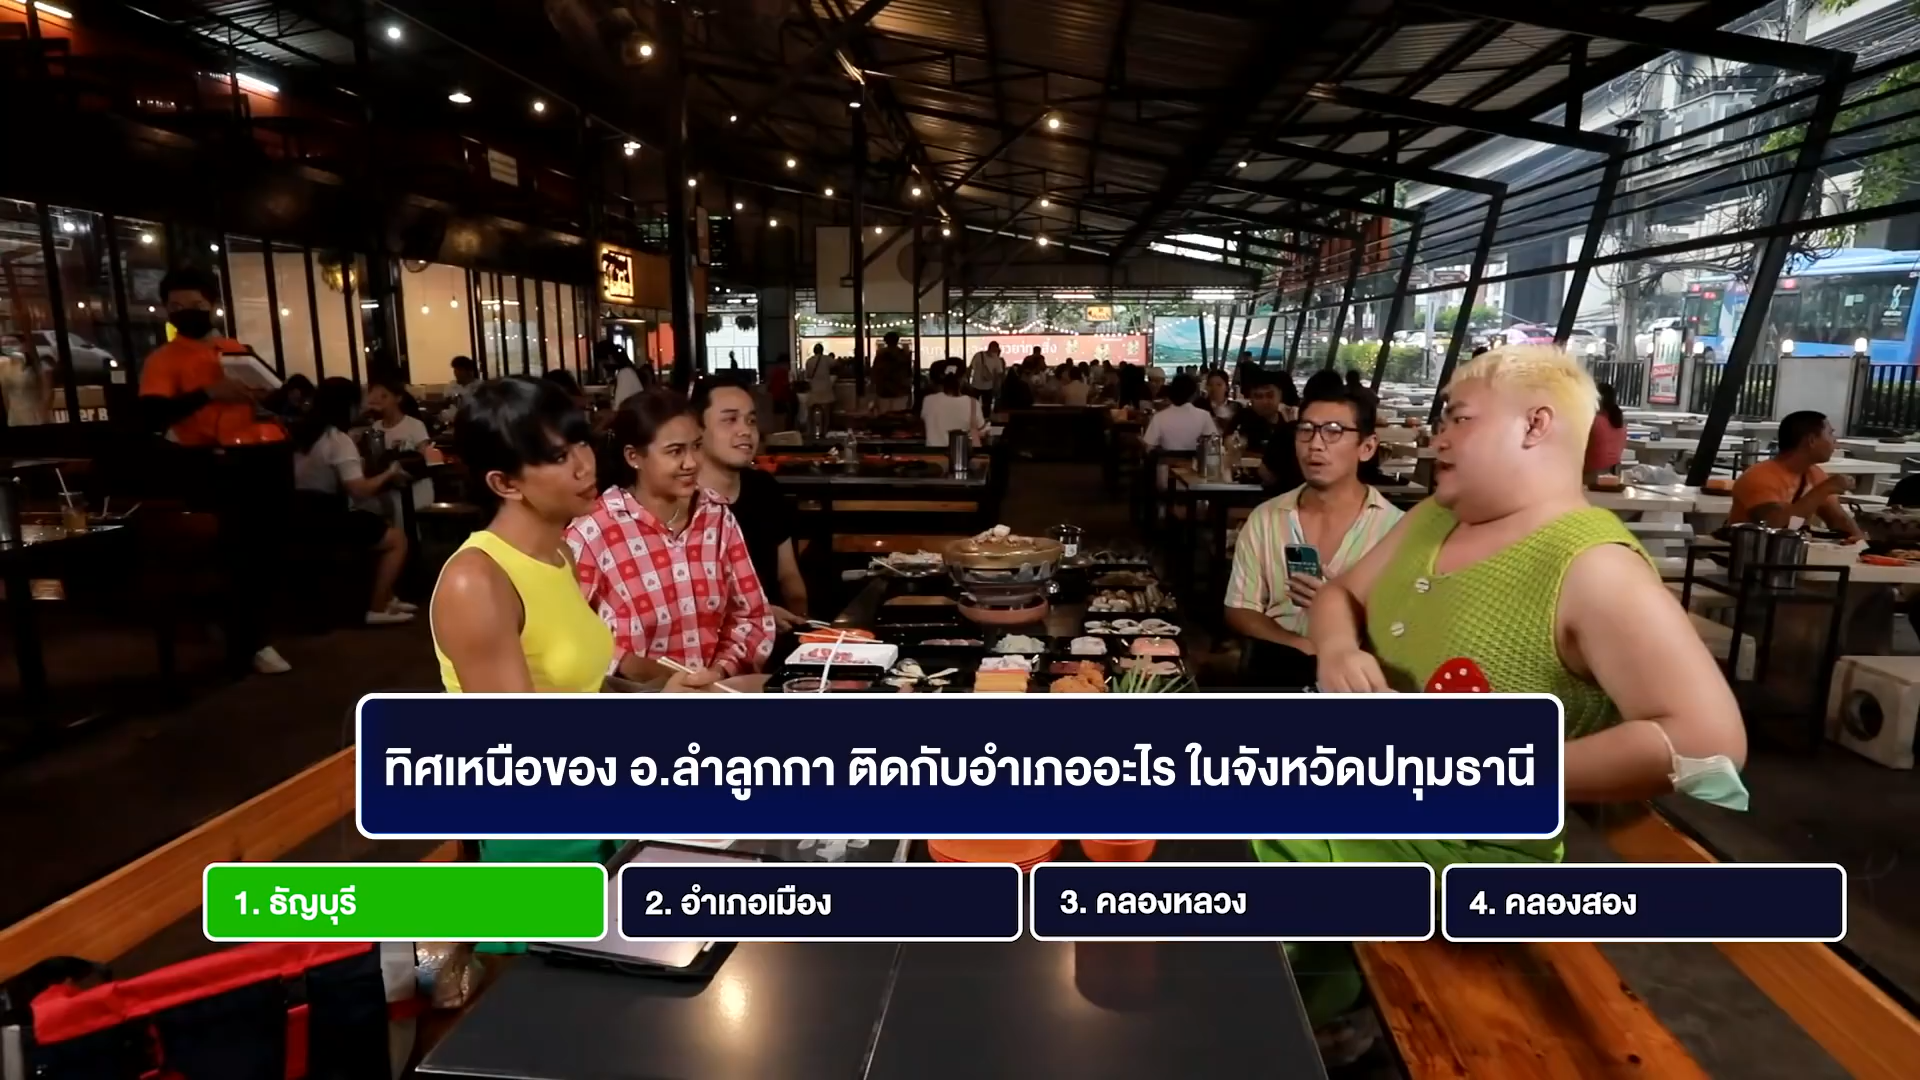 ทิศเหนือของ อ.ลำลูกกา ติดกับอำเภออะไร ในจังหวัดปทุมธานี
1. ธัญบุรี
2. อำเภอเมือง
3. คลองหลวง
4. คลองสอง